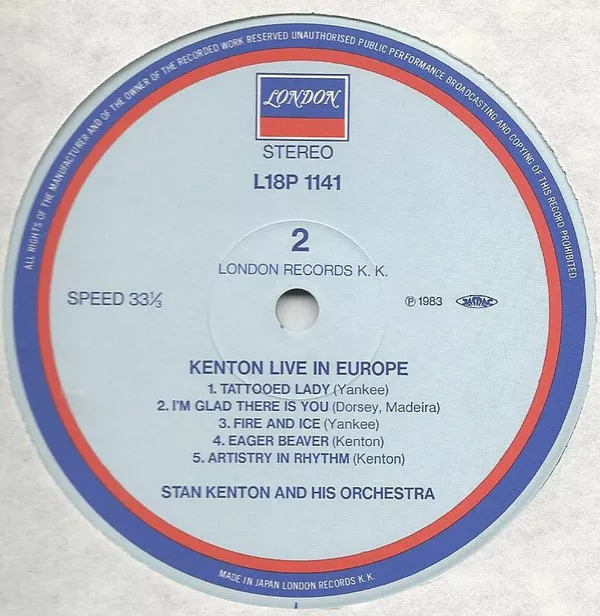 ALL RIGHTS OF THE MANUFACTURER AND OF THE OWNER OF THE RECORDED WORK RESERVED UNAUTHORISED PUBLIC PERFORMANCE BROADCASTING AND COPYING OF THIS RECORD PROHIBITED.
LONDON
STEREO
L18P 1141
2
LONDON RECORDS K. K.
SPEED 33⅓
℗ 1983 JASRAC
KENTON LIVE IN EUROPE
1. TATTOOED LADY (Yankee)
2. I'M GLAD THERE IS YOU (Dorsey, Madeira)
3. FIRE AND ICE (Yankee)
4. EAGER BEAVER (Kenton)
5. ARTISTRY IN RHYTHM (Kenton)
STAN KENTON AND HIS ORCHESTRA
MADE IN JAPAN LONDON RECORDS K. K.